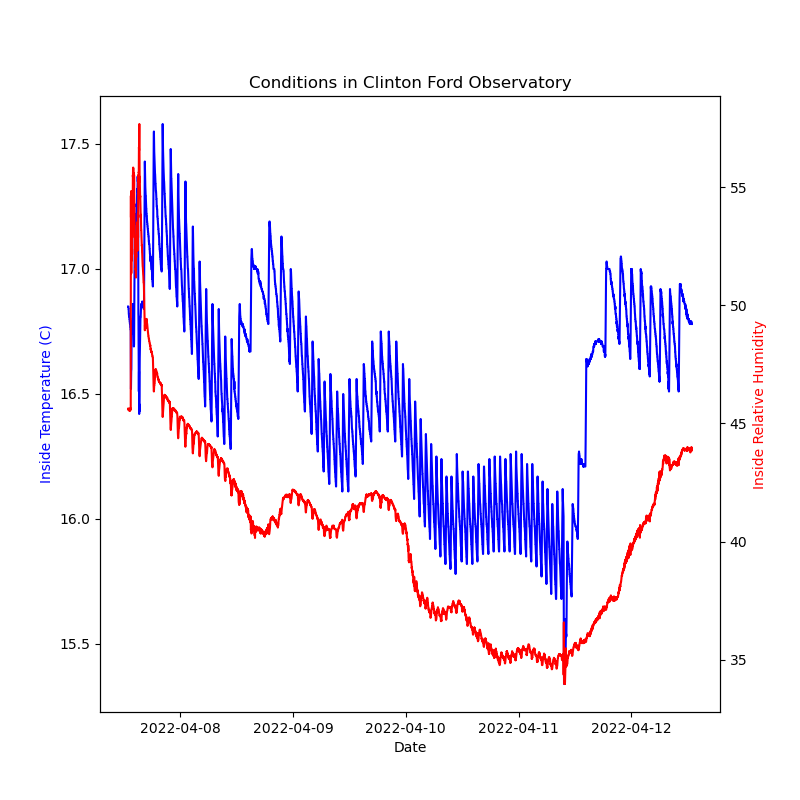 Conditions in Clinton Ford Observatory
17.5
17.0
16.5
16.0
15.5
Inside Temperature (C)
55
50
45
40
35
Inside Relative Humidity
2022-04-08 2022-04-09 2022-04-10 2022-04-11 2022-04-12
Date